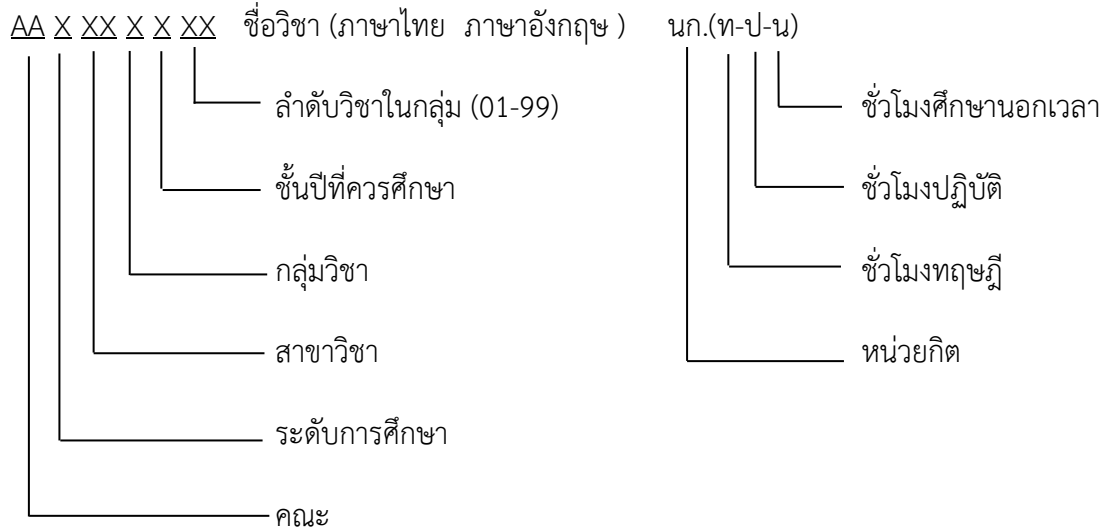 AA X XX X X XX ชื่อวิชา (ภาษาไทย ภาษาอังกฤษ ) นก.(ท-ป-น)
ลำดับวิชาในกลุ่ม (01-99) ชั่วโมงศึกษานอกเวลา
ชั้นปีที่ควรศึกษา ชั่วโมงปฏิบัติ
กลุ่มวิชา ชั่วโมงทฤษฎี
สาขาวิชา หน่วยกิต
ระดับการศึกษา
คณะ